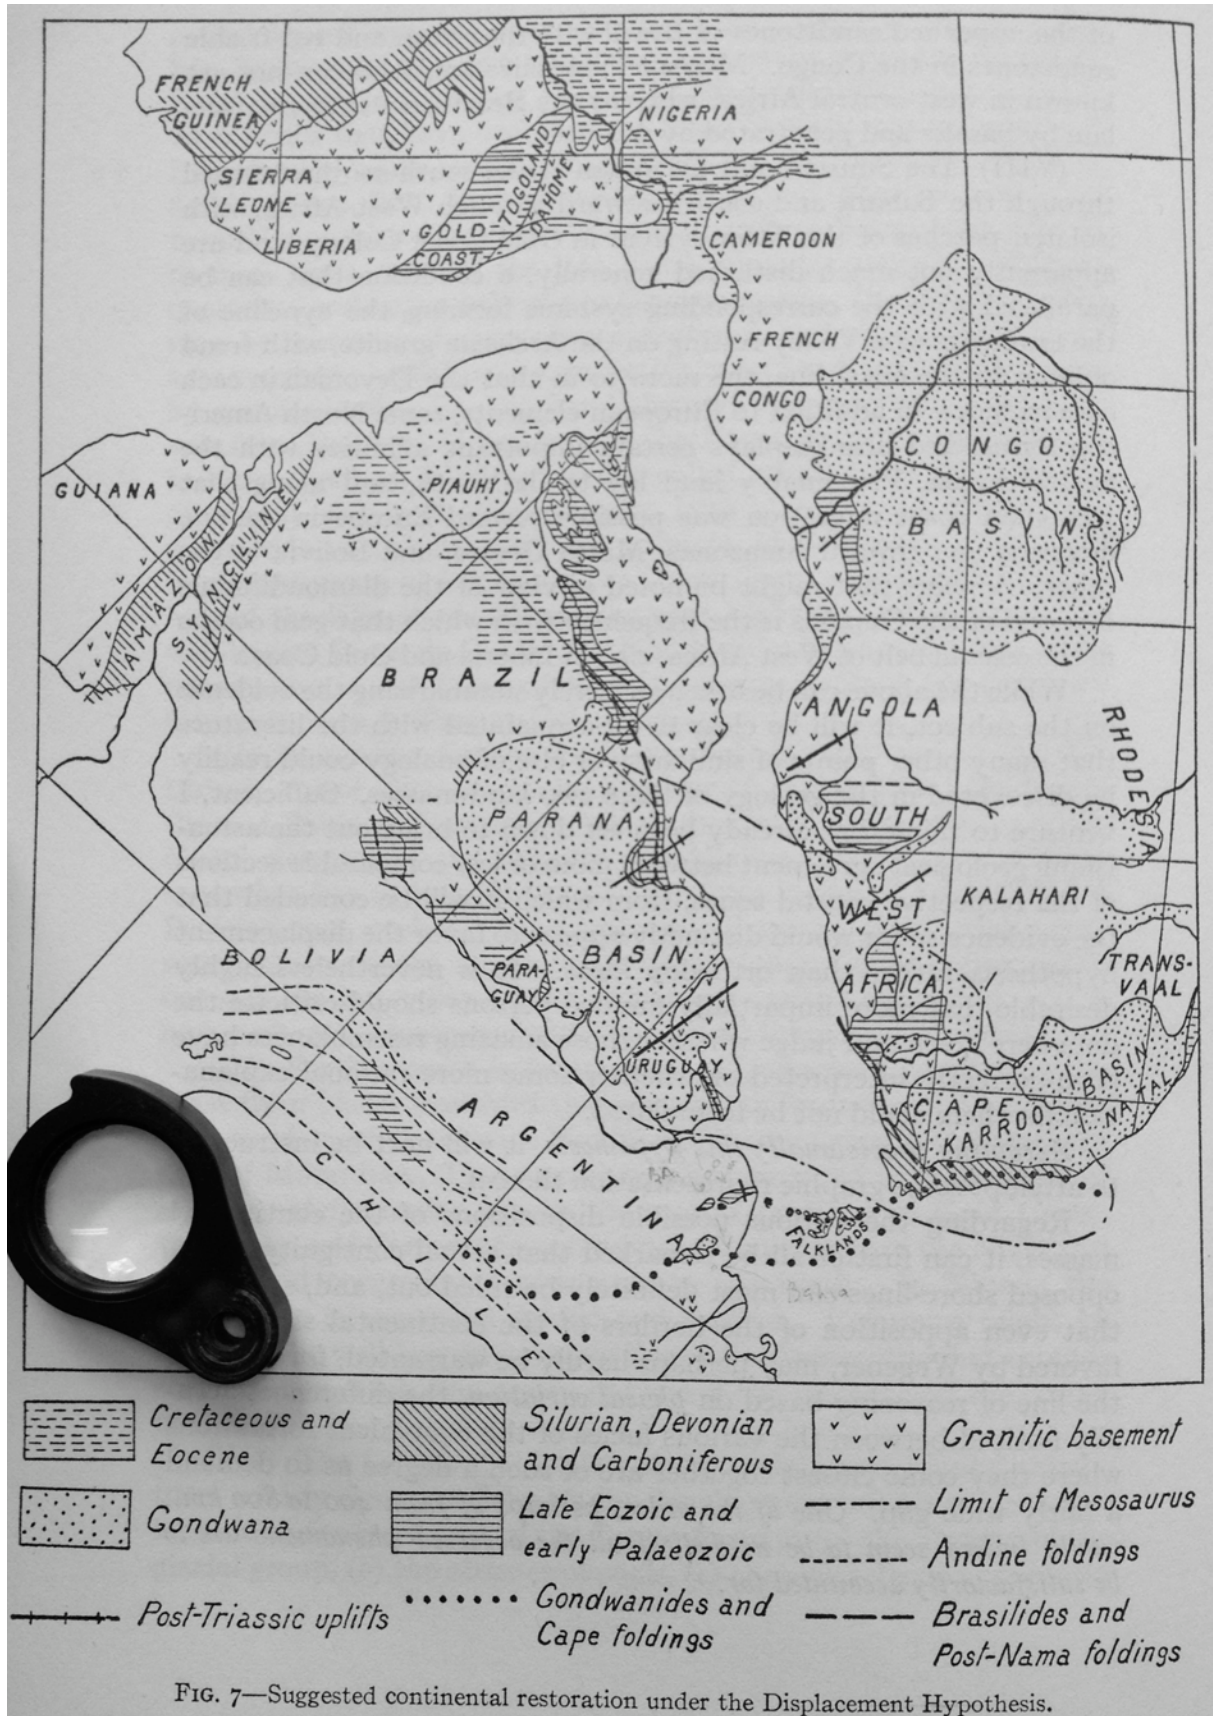 FRENCH
GUINEA
NIGERIA
SIERRA
LEONE
TOGOLAND
DAHOMEY
GOLD
COAST
LIBERIA
CAMEROON
FRENCH
CONGO
CONGO
BASIN
GUIANA
AMAZON
SYNCLINE
PIAUHY
BRAZIL
ANGOLA
RHODESIA
PARANA
SOUTH
KALAHARI
WEST
BOLIVIA
BASIN
PARA-
GUAY
AFRICA
TRANS-
VAAL
URUGUAY
BASIN
CAPE
KARROO
NATAL
ARGENTINA
CHILE
FALKLANDS
Cretaceous and
Eocene
Silurian, Devonian
and Carboniferous
Granitic basement
Gondwana
Late Eozoic and
early Palaeozoic
Limit of Mesosaurus
Andine foldings
Post-Triassic uplifts
Gondwanides and
Cape foldings
Brasilides and
Post-Nama foldings
FIG. 7—Suggested continental restoration under the Displacement Hypothesis.